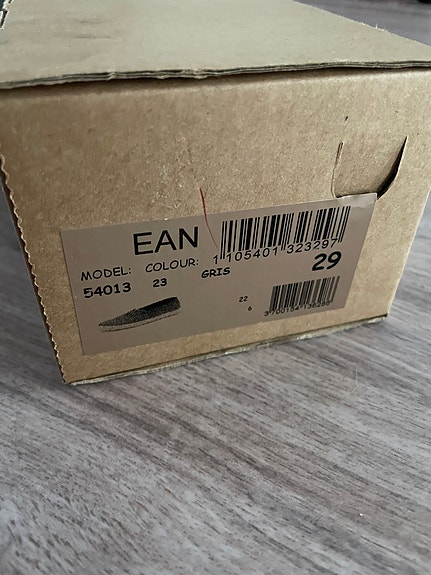 EAN
1 105401 323297
MODEL: COLOUR:
54013 23 GRIS
29
22
6